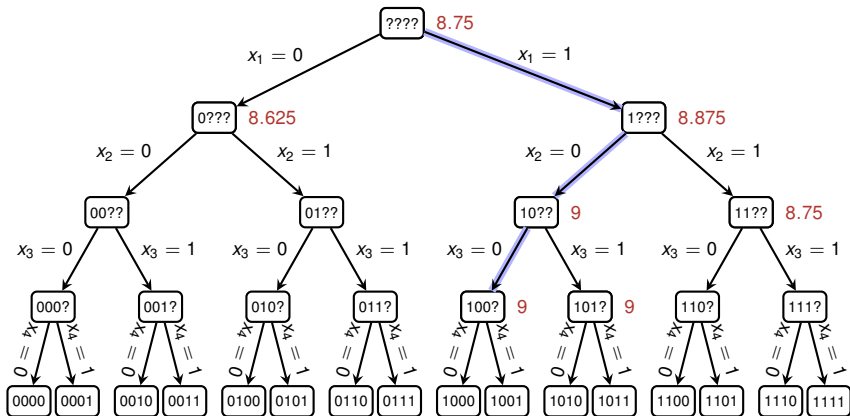 ???? 8.75
x₁ = 0 x₁ = 1
0??? 8.625 1??? 8.875
x₂ = 0 x₂ = 1 x₂ = 0 x₂ = 1
00?? 01?? 10?? 9 11?? 8.75
x₃ = 0 x₃ = 1 x₃ = 0 x₃ = 1 x₃ = 0 x₃ = 1 x₃ = 0 x₃ = 1
000? 001? 010? 011? 100? 9 101? 9 110? 111?
x₄ = 0 x₄ = 1 x₄ = 0 x₄ = 1 x₄ = 0 x₄ = 1 x₄ = 0 x₄ = 1 x₄ = 0 x₄ = 1 x₄ = 0 x₄ = 1 x₄ = 0 x₄ = 1 x₄ = 0 x₄ = 1
0000 0001 0010 0011 0100 0101 0110 0111 1000 1001 1010 1011 1100 1101 1110 1111